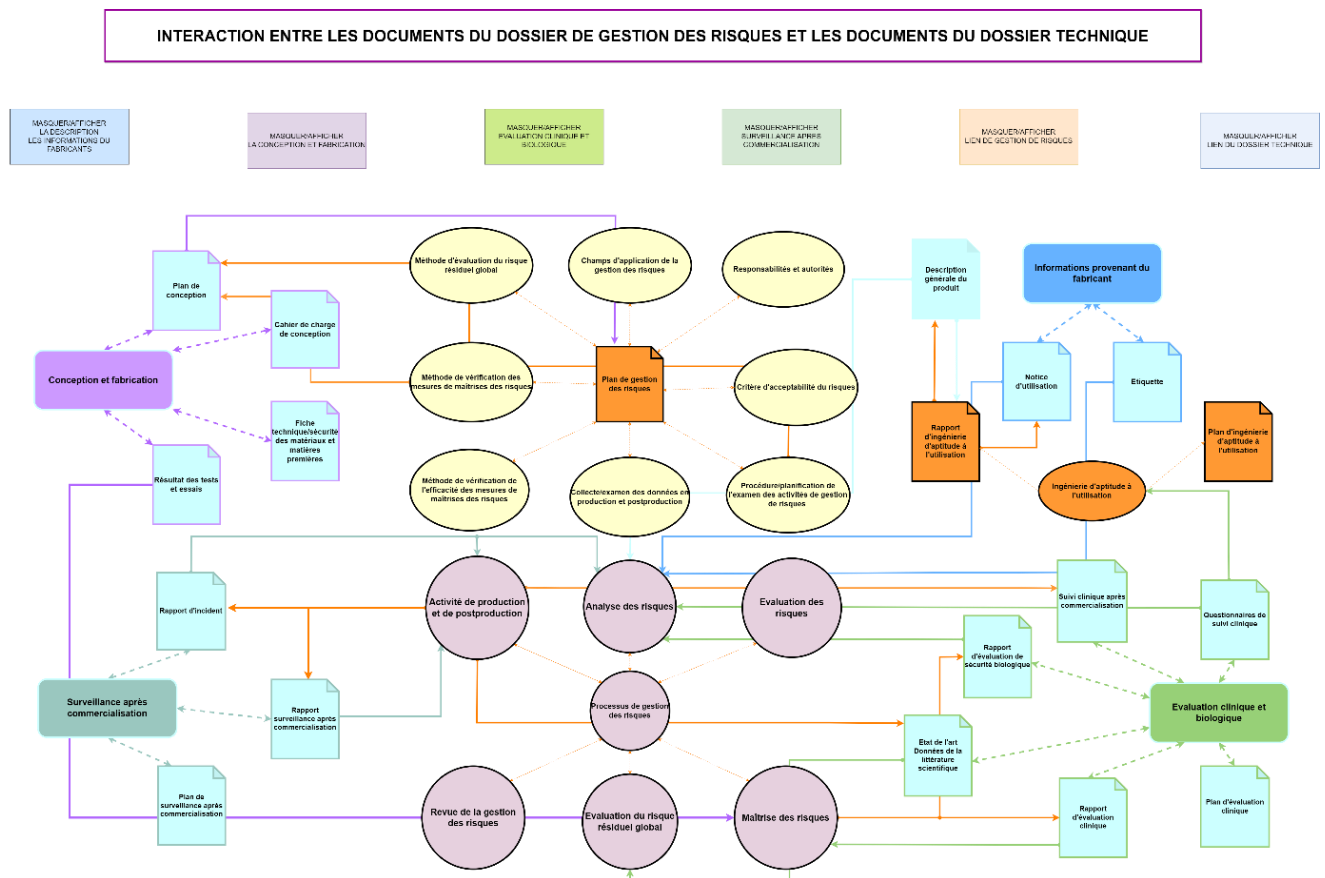 INTERACTION ENTRE LES DOCUMENTS DU DOSSIER DE GESTION DES RISQUES ET LES DOCUMENTS DU DOSSIER TECHNIQUE
MASQUER/AFFICHER
LA DESCRIPTION
LES INFORMATIONS DU
FABRICANTS
MASQUER/AFFICHER
LA CONCEPTION ET FABRICATION
MASQUER/AFFICHER
EVALUATION CLINIQUE ET
BIOLOGIQUE
MASQUER/AFFICHER
SURVEILLANCE APRES
COMMERCIALISATION
MASQUER/AFFICHER
LIEN DE GESTION DE RISQUES
MASQUER/AFFICHER
LIEN DU DOSSIER TECHNIQUE
Plan de
conception
Méthode d'évaluation du risque
résiduel global
Champs d'application de la
gestion des risques
Responsabilités et autorités
Description
générale du
produit
Informations provenant du
fabricant
Cahier de charge
de conception
Conception et fabrication
Méthode de vérification des
mesures de maîtrises des risques
Plan de gestion
des risques
Critère d'acceptabilité du risques
Notice
d'utilisation
Etiquette
Fiche
technique/sécurité
des matériaux et
matières
premières
Rapport
d'ingénierie
d'aptitude à
l'utilisation
Plan d'ingénierie
d'aptitude à
l'utilisation
Résultat des tests
et essais
Méthode de vérification de
l'efficacité des mesures de
maîtrises des risques
Collecte/examen des données en
production et postproduction
Procédure/planification de
l'examen des activités de gestion
de risques
Ingénierie d'aptitude à
l'utilisation
Rapport d'incident
Activité de production
et de postproduction
Analyse des risques
Evaluation des
risques
Suivi clinique après
commercialisation
Questionnaires de
suivi clinique
Rapport
d'évaluation de
sécurité biologique
Surveillance après
commercialisation
Rapport
surveillance après
commercialisation
Processus de gestion
des risques
Evaluation clinique et
biologique
Etat de l'art
Données de la
littérature
scientifique
Plan de
surveillance après
commercialisation
Revue de la gestion
des risques
Evaluation du risque
résiduel global
Maîtrise des risques
Rapport
d'évaluation
clinique
Plan d'évaluation
clinique